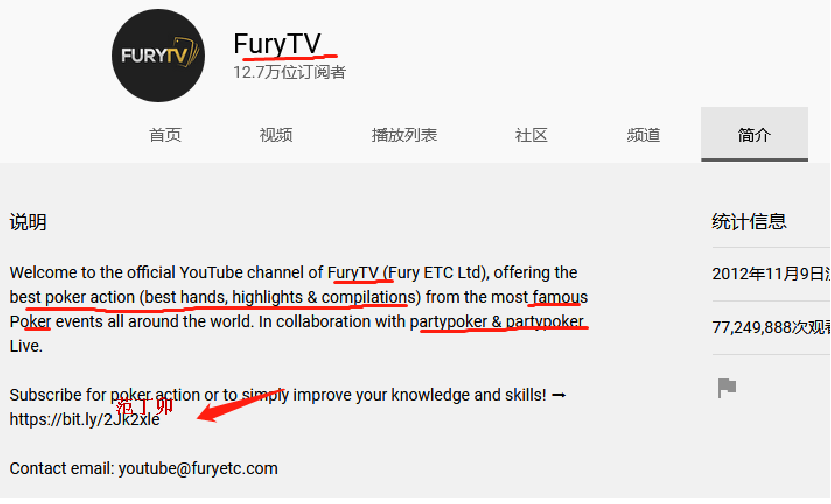 FURYTV
FuryTV
12.7万位订阅者
首页 视频 播放列表 社区 频道 简介
说明
Welcome to the official YouTube channel of FuryTV (Fury ETC Ltd), offering the
best poker action (best hands, highlights & compilations) from the most famous
Poker events all around the world. In collaboration with partypoker & partypoker
Live.
Subscribe for poker action or to simply improve your knowledge and skills! →
范丁卯
https://bit.ly/2Jk2xle
Contact email: youtube@furyetc.com
统计信息
2012年11月9日
77,249,888次观